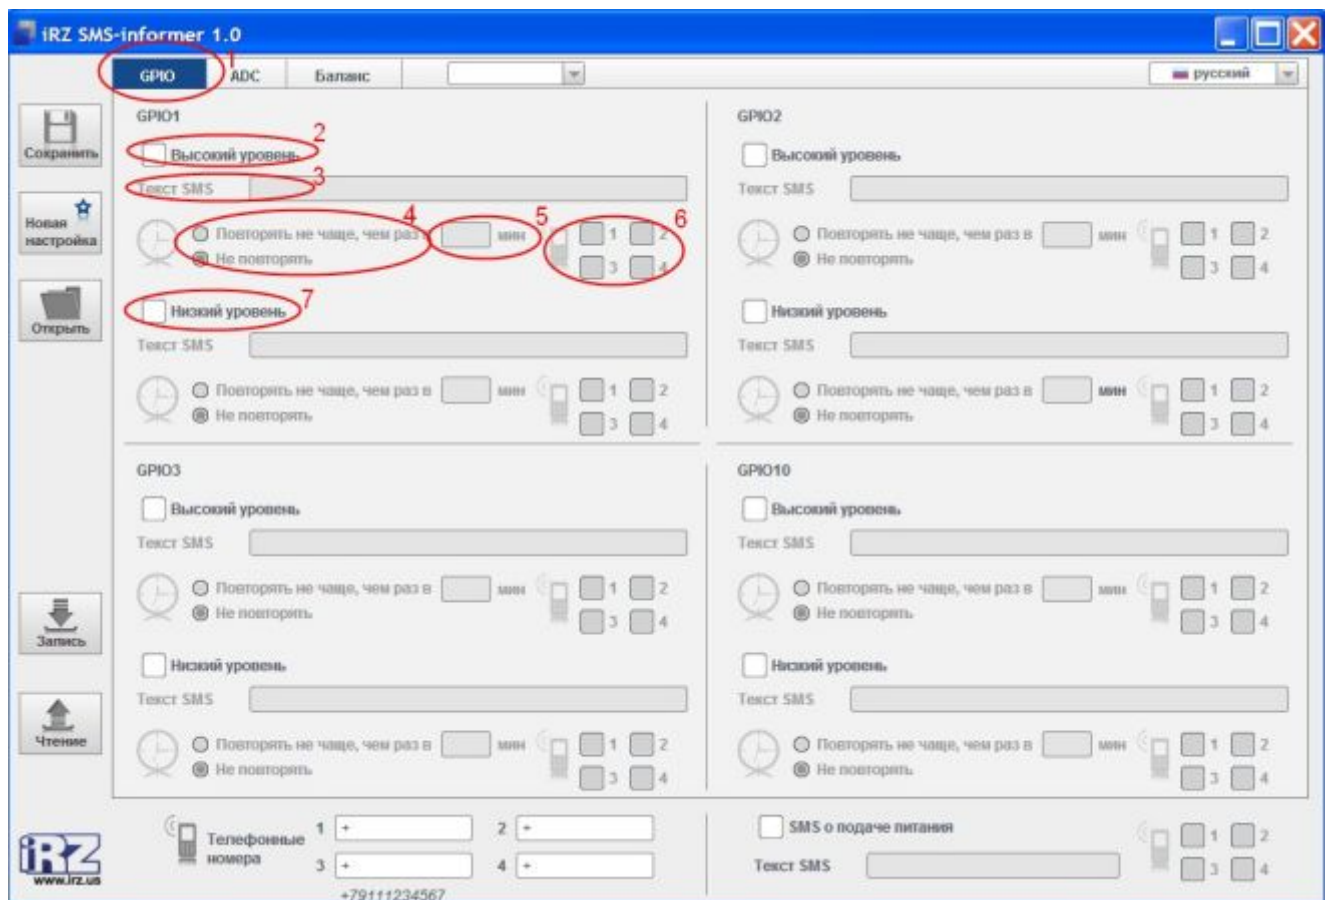 iRZ SMS-informer 1.0
GPIO 1 ADC Баланс русский
Сохранить
Новая настройка
Открыть
Запись
Чтение
GPIO1
2
Высокий уровень
Текст SMS 3
4 5 6
Повторять не чаще, чем раз в мин 1 2
Не повторять 3 4
7
Низкий уровень
Текст SMS
Повторять не чаще, чем раз в мин 1 2
Не повторять 3 4
GPIO2
Высокий уровень
Текст SMS
Повторять не чаще, чем раз в мин 1 2
Не повторять 3 4
Низкий уровень
Текст SMS
Повторять не чаще, чем раз в мин 1 2
Не повторять 3 4
GPIO3
Высокий уровень
Текст SMS
Повторять не чаще, чем раз в мин 1 2
Не повторять 3 4
Низкий уровень
Текст SMS
Повторять не чаще, чем раз в мин 1 2
Не повторять 3 4
GPIO10
Высокий уровень
Текст SMS
Повторять не чаще, чем раз в мин 1 2
Не повторять 3 4
Низкий уровень
Текст SMS
Повторять не чаще, чем раз в мин 1 2
Не повторять 3 4
iRZ
www.irz.us
Телефонные
номера
1 + 2 +
3 + 4 +
+79111234567
SMS о подаче питания 1 2
Текст SMS 3 4